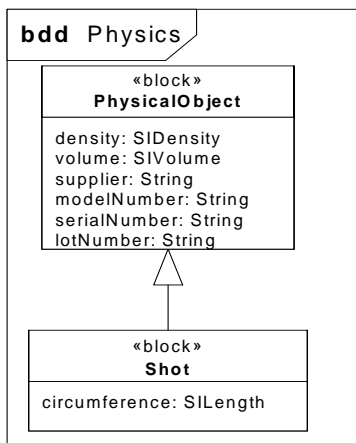 bdd Physics
«block»
PhysicalObject
density: SIDensity
volume: SIVolume
supplier: String
modelNumber: String
serialNumber: String
lotNumber: String
«block»
Shot
circumference: SILength